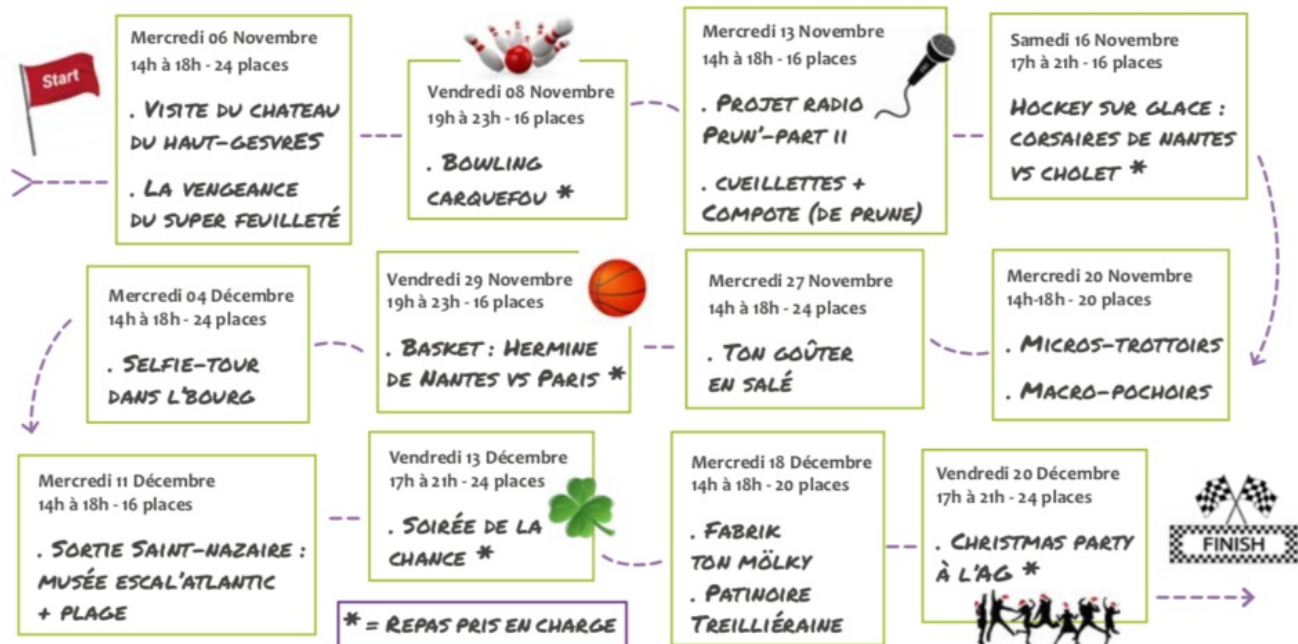 Start
Mercredi 06 Novembre
14h à 18h - 24 places
. VISITE DU CHATEAU
DU HAUT-GESVRES
. LA VENGEANCE
DU SUPER FEUILLETÉ
Vendredi 08 Novembre
19h à 23h - 16 places
. BOWLING
CARQUEFOU *
Mercredi 13 Novembre
14h à 18h - 16 places
. PROJET RADIO
PRUN'-PART II
. CUEILLETTES +
COMPOTE (DE PRUNE)
Samedi 16 Novembre
17h à 21h - 16 places
HOCKEY SUR GLACE :
CORSAIRES DE NANTES
VS CHOLET *
Mercredi 20 Novembre
14h-18h - 20 places
. MICROS-TROTTOIRS
. MACRO-POCHOIRS
Mercredi 27 Novembre
14h à 18h - 24 places
. TON GOÛTER
EN SALÉ
Vendredi 29 Novembre
19h à 23h - 16 places
. BASKET : HERMINE
DE NANTES VS PARIS *
Mercredi 04 Décembre
14h à 18h - 24 places
. SELFIE-TOUR
DANS L'BOURG
Mercredi 11 Décembre
14h à 18h - 16 places
. SORTIE SAINT-NAZAIRE :
MUSÉE ESCAL'ATLANTIC
+ PLAGE
Vendredi 13 Décembre
17h à 21h - 24 places
. SOIRÉE DE LA
CHANCE *
Mercredi 18 Décembre
14h à 18h - 20 places
. FABRIK
TON MÖLKY
. PATINOIRE
TREILLIÉRAINE
Vendredi 20 Décembre
17h à 21h - 24 places
. CHRISTMAS PARTY
À L'AG *
FINISH
* = REPAS PRIS EN CHARGE